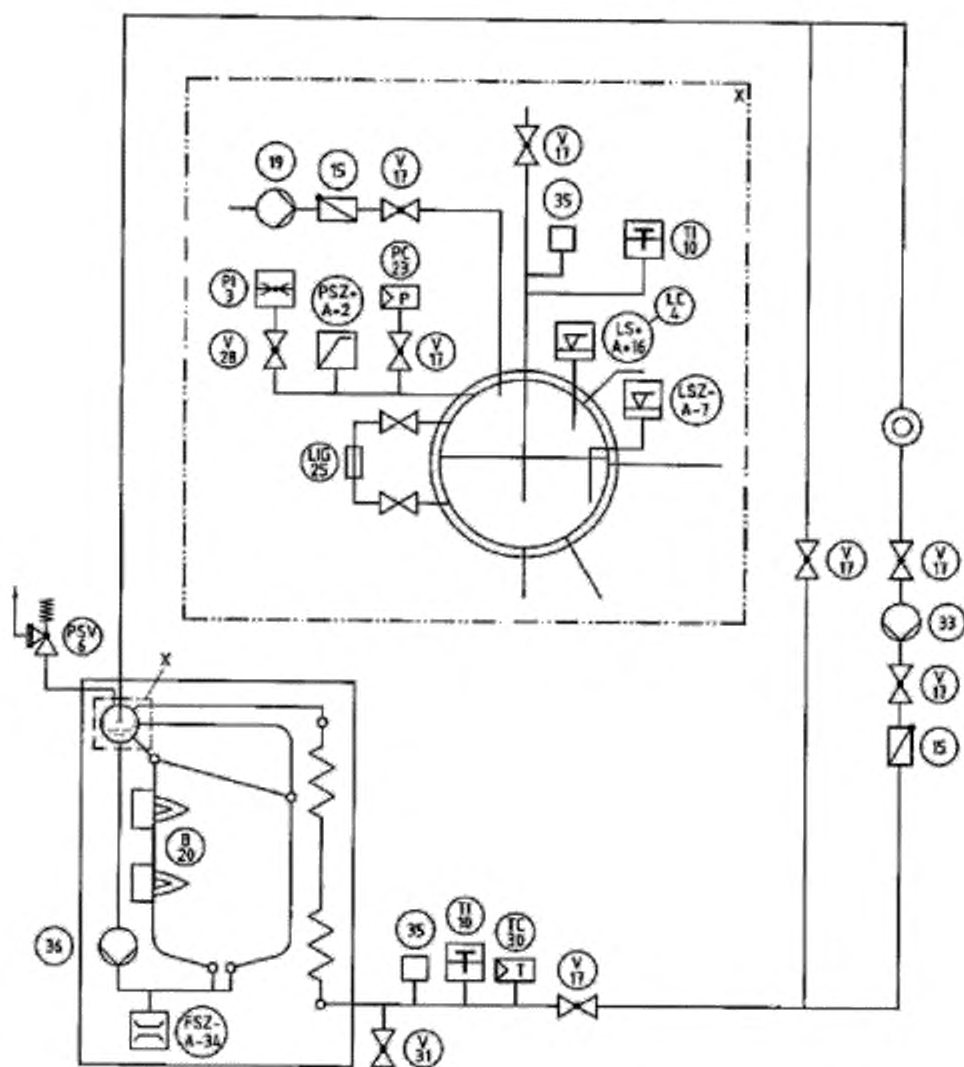 X
V
17
19
15
V
17
35
TI
10
PC
23
PI
3
PSZ+
A+2
LC
4
LS+
A+16
V
28
P
V
17
LSZ-
A-7
LIG
25
V
17
V
17
PSV
6
33
X
V
17
15
B
20
36
35
TI
10
TC
30
V
17
T
FSZ-
A-34
V
31